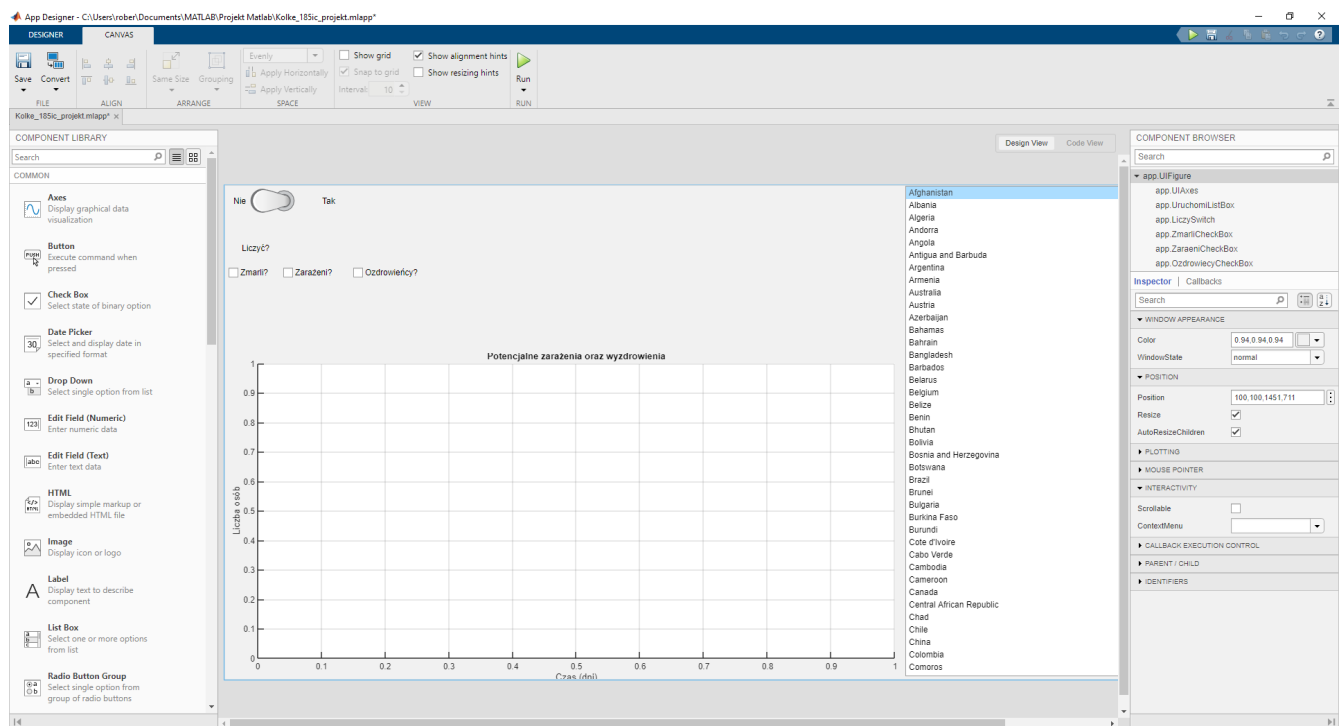 App Designer - C:\Users\rober\Documents\MATLAB\Projekt Matlab\Kolke_185ic_projekt.mlapp*
DESIGNER CANVAS
Save Convert Same Size Grouping Evenly Apply Horizontally Apply Vertically Show grid Snap to grid Interval: 10 Show alignment hints Show resizing hints Run
FILE ALIGN ARRANGE SPACE VIEW RUN
Kolke_185ic_projekt.mlapp*
COMPONENT LIBRARY
Search
COMMON
Axes
Display graphical data
visualization
PUSH
Button
Execute command when
pressed
Check Box
Select state of binary option
30
Date Picker
Select and display date in
specified format
a
b
Drop Down
Select single option from list
123
Edit Field (Numeric)
Enter numeric data
abc
Edit Field (Text)
Enter text data
HTML
HTML
Display simple markup or
embedded HTML file
Image
Display icon or logo
A
Label
Display text to describe
component
a
b
c
List Box
Select one or more options
from list
a
b
Radio Button Group
Select single option from
group of radio buttons
Design View Code View
Nie Tak
Liczyć?
Zmarli? Zarażeni? Ozdrowieńcy?
Potencjalne zarażenia oraz wyzdrowienia
1
0.9
0.8
0.7
0.6
0.5
0.4
0.3
0.2
0.1
0
Liczba osób
0 0.1 0.2 0.3 0.4 0.5 0.6 0.7 0.8 0.9 1
Czas (dni)
Afghanistan
Albania
Algeria
Andorra
Angola
Antigua and Barbuda
Argentina
Armenia
Australia
Austria
Azerbaijan
Bahamas
Bahrain
Bangladesh
Barbados
Belarus
Belgium
Belize
Benin
Bhutan
Bolivia
Bosnia and Herzegovina
Botswana
Brazil
Brunei
Bulgaria
Burkina Faso
Burundi
Cote d'Ivoire
Cabo Verde
Cambodia
Cameroon
Canada
Central African Republic
Chad
Chile
China
Colombia
Comoros
COMPONENT BROWSER
Search
app.UIFigure
app.UIAxes
app.UruchomiListBox
app.LiczySwitch
app.ZmarliCheckBox
app.ZaraeniCheckBox
app.OzdrowiecyCheckBox
Inspector | Callbacks
Search
WINDOW APPEARANCE
Color 0.94,0.94,0.94
WindowState normal
POSITION
Position 100,100,1451,711
Resize
AutoResizeChildren
PLOTTING
MOUSE POINTER
INTERACTIVITY
Scrollable
ContextMenu
CALLBACK EXECUTION CONTROL
PARENT / CHILD
IDENTIFIERS